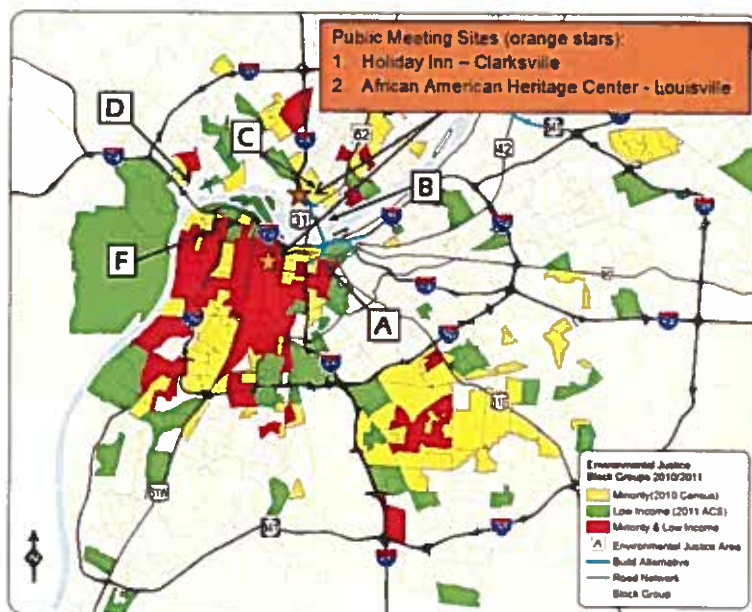 Public Meeting Sites (orange stars):
1. Holiday Inn – Clarksville
2. African American Heritage Center - Louisville
D
C
62
42
B
31
F
A
31W
Environmental Justice
Block Groups 2010/2011
Minority (2010 Census)
Low Income (2011 ACS)
Minority & Low Income
A Environmental Justice Area
Build Alternative
Road Network
Block Group